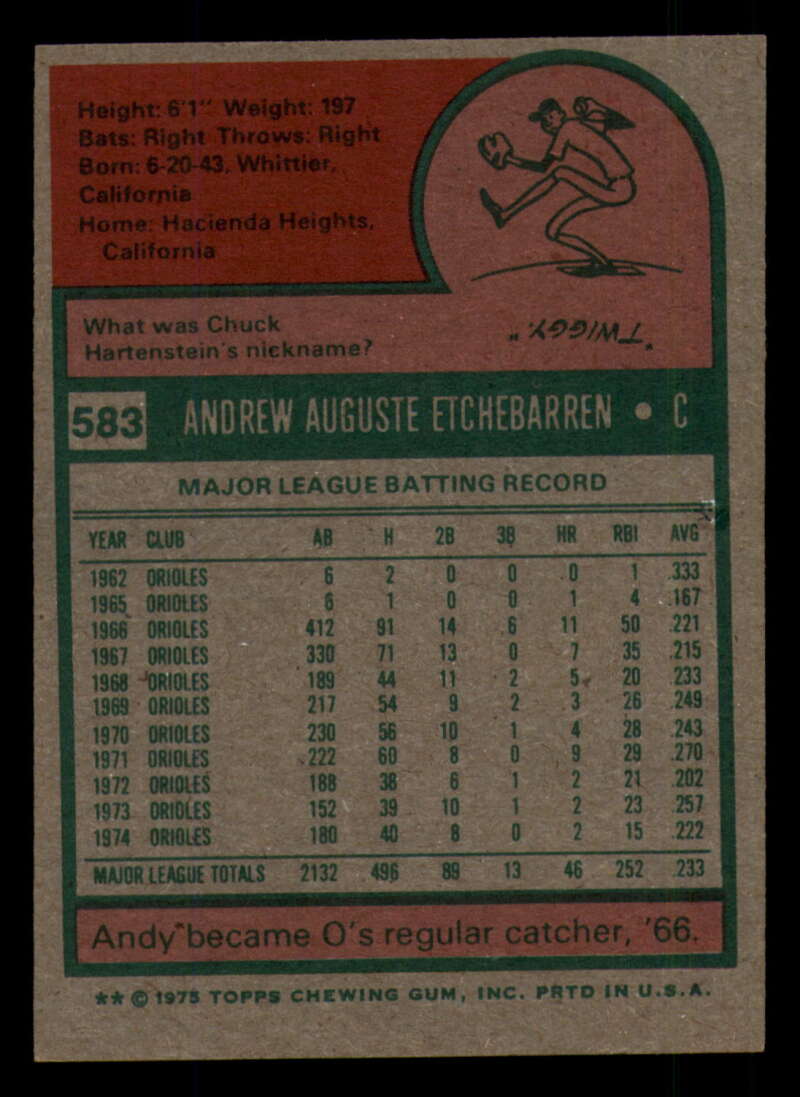 Height: 6'1" Weight: 197
Bats: Right Throws: Right
Born: 6-20-43, Whittier,
California
Home: Hacienda Heights,
California
What was Chuck
Hartenstein's nickname?
"TWIGGY."
583 ANDREW AUGUSTE ETCHEBARREN • C
MAJOR LEAGUE BATTING RECORD
YEAR CLUB AB H 2B 3B HR RBI AVG
1962 ORIOLES 6 2 0 0 0 1 .333
1965 ORIOLES 6 1 0 0 1 4 .167
1966 ORIOLES 412 91 14 6 11 50 .221
1967 ORIOLES 330 71 13 0 7 35 .215
1968 ORIOLES 189 44 11 2 5 20 .233
1969 ORIOLES 217 54 9 2 3 26 .249
1970 ORIOLES 230 56 10 1 4 28 .243
1971 ORIOLES 222 60 8 0 9 29 .270
1972 ORIOLES 188 38 6 1 2 21 .202
1973 ORIOLES 152 39 10 1 2 23 .257
1974 ORIOLES 180 40 8 0 2 15 .222
MAJOR LEAGUE TOTALS 2132 496 89 13 46 252 .233
Andy became O's regular catcher, '66.
** © 1975 TOPPS CHEWING GUM, INC. PRTD IN U.S.A.